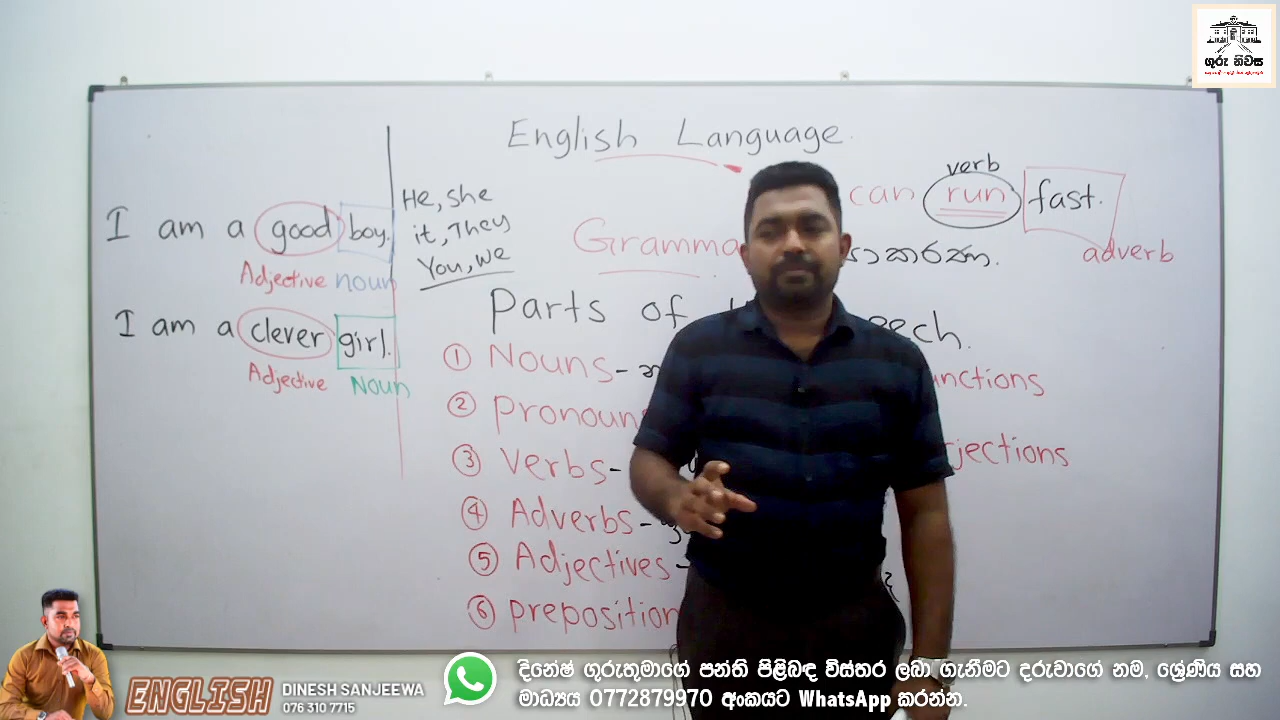 ගුරු නිවස
English Language
I am a good boy.
Adjective noun
I am a clever girl.
Adjective Noun
He, she
it, They
You, we
can run fast.
verb
adverb
Gramma
Parts of
eech.
① Nouns -
② pronoun
③ Verbs -
④ Adverbs -
⑤ Adjectives -
⑥ preposition
unctions
jections
ENGLISH
DINESH SANJEEWA
076 310 7715
දිනේෂ් ගුරුතුමාගේ පන්ති පිළිබඳ විස්තර ලබා ගැනීමට දරුවාගේ නම, ශ්‍රේණිය සහ
මාධ්‍යය 0772879970 අංකයට WhatsApp කරන්න.